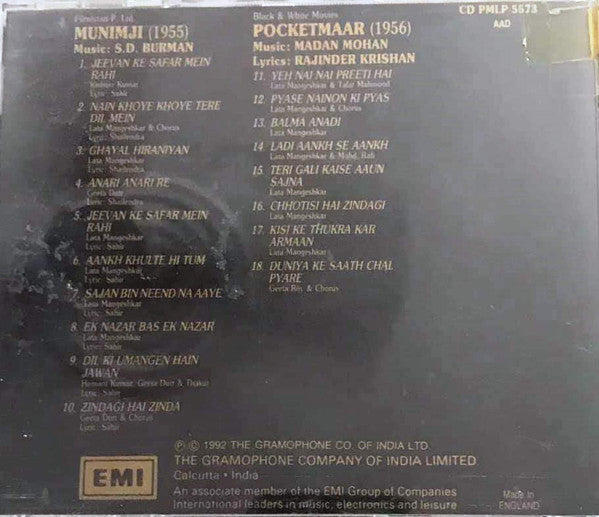 Filmistan P. Ltd.
MUNIMJI (1955)
Music: S.D. BURMAN
1. JEEVAN KE SAFAR MEIN
RAHI
Kishore Kumar
Lyric: Sahir
2. NAIN KHOYE KHOYE TERE
DIL MEIN
Lata Mangeshkar & Chorus
Lyric: Shailendra
3. GHAYAL HIRANIYAN
Lata Mangeshkar
Lyric: Shailendra
4. ANARI ANARI RE
Geeta Dutt
Lyric: Shailendra
5. JEEVAN KE SAFAR MEIN
RAHI
Lata Mangeshkar
Lyric: Sahir
6. AANKH KHULTE HI TUM
Lata Mangeshkar
Lyric: Sahir
7. SAJAN BIN NEEND NA AAYE
Lata Mangeshkar
8. EK NAZAR BAS EK NAZAR
Lata Mangeshkar
Lyric: Sahir
9. DIL KI UMANGEN HAIN
JAWAN
Hemant Kumar, Geeta Dutt & Thakur
Lyric: Sahir
10. ZINDAGI HAI ZINDA
Geeta Dutt & Chorus
Lyric: Sahir
Black & White Movies
POCKETMAAR (1956)
Music: MADAN MOHAN
Lyrics: RAJINDER KRISHAN
11. YEH NAI NAI PREETI HAI
Lata Mangeshkar & Talat Mahmood
12. PYASE NAINON KI PYAS
Lata Mangeshkar & Chorus
13. BALMA ANADI
Lata Mangeshkar
14. LADI AANKH SE AANKH
Lata Mangeshkar & Mohd. Rafi
15. TERI GALI KAISE AAUN
SAJNA
Lata Mangeshkar
16. CHHOTISI HAI ZINDAGI
Lata Mangeshkar
17. KISI KE THUKRA KAR
ARMAAN
Lata Mangeshkar
18. DUNIYA KE SAATH CHAL
PYARE
Geeta & Chorus
CD PMLP 5573
AAD
EMI
℗ © 1992 THE GRAMOPHONE CO. OF INDIA LTD.
THE GRAMOPHONE COMPANY OF INDIA LIMITED
Calcutta • India
An associate member of the EMI Group of Companies
International leaders in music, electronics and leisure
Made in
ENGLAND